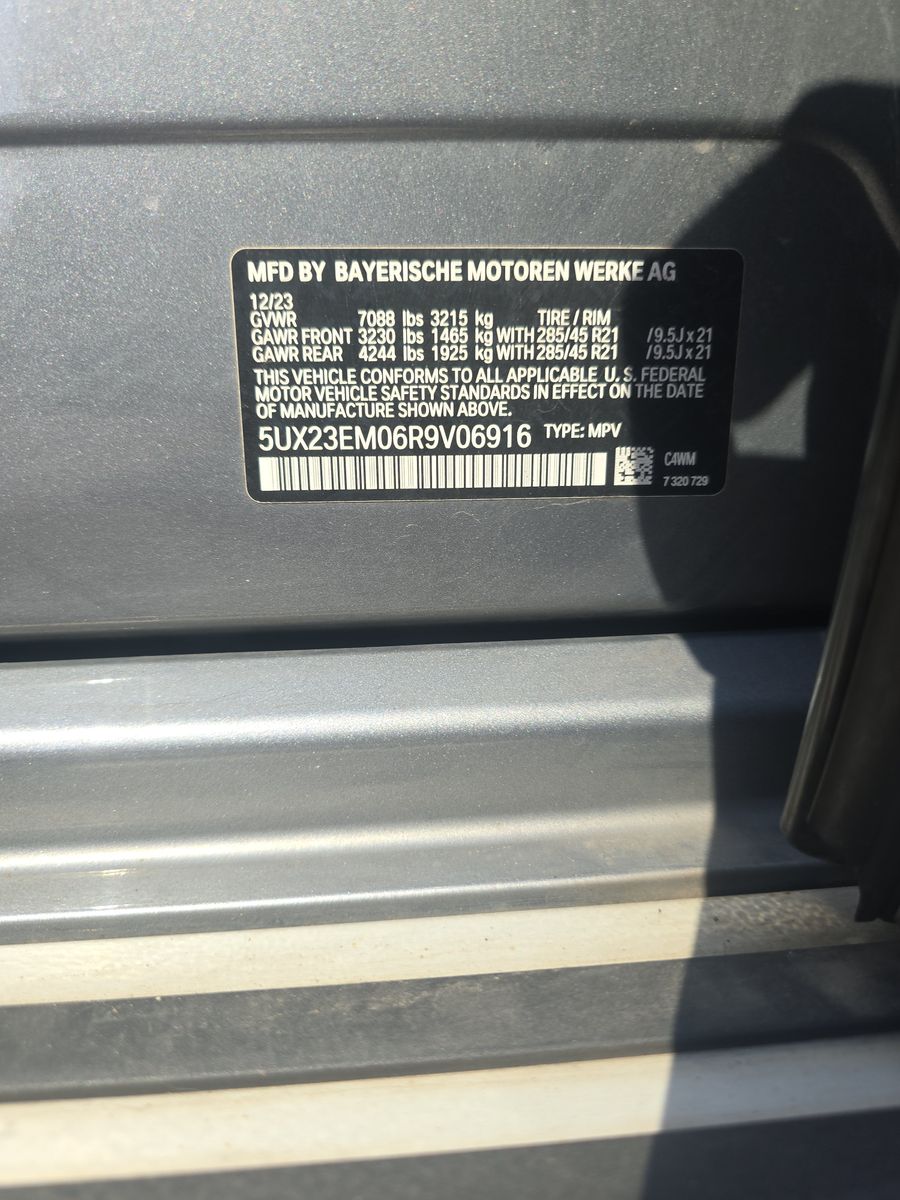 MFD BY BAYERISCHE MOTOREN WERKE AG
12/23
GVWR 7088 lbs 3215 kg TIRE / RIM
GAWR FRONT 3230 lbs 1465 kg WITH 285/45 R21 /9.5J x 21
GAWR REAR 4244 lbs 1925 kg WITH 285/45 R21 /9.5J x 21
THIS VEHICLE CONFORMS TO ALL APPLICABLE U. S. FEDERAL
MOTOR VEHICLE SAFETY STANDARDS IN EFFECT ON THE DATE
OF MANUFACTURE SHOWN ABOVE.
5UX23EM06R9V06916 TYPE: MPV
C4WM
7 320 729